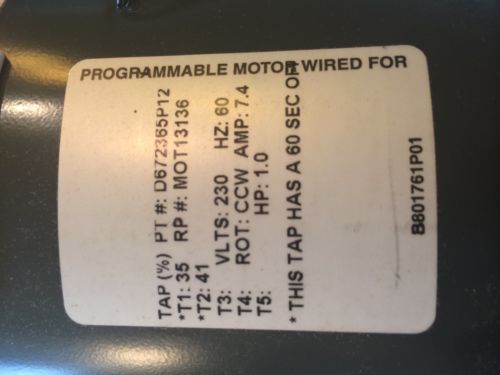 PROGRAMMABLE MOTOR WIRED FOR
TAP (%) PT #: D672365P12
*T1: 35 RP #: MOT13136
*T2: 41
T3: VLTS: 230 HZ: 60
T4: ROT: CCW AMP: 7.4
T5: HP: 1.0
* THIS TAP HAS A 60 SEC OF
B801761P01